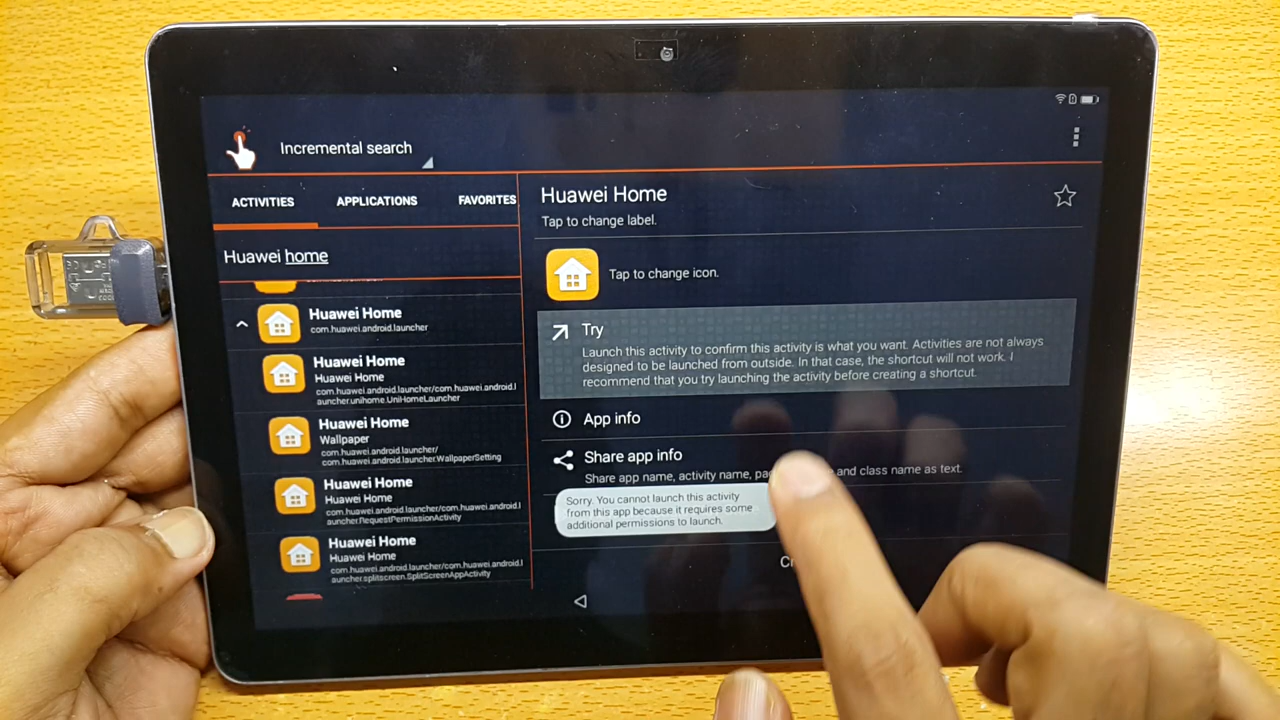 Incremental search
ACTIVITIES
APPLICATIONS
FAVORITES
Huawei home
Huawei Home
com.huawei.android.launcher
Huawei Home
Huawei Home
com.huawei.android.launcher/com.huawei.android.l
auncher.unihome.UniHomeLauncher
Huawei Home
Wallpaper
com.huawei.android.launcher/
com.huawei.android.launcher.WallpaperSetting
Huawei Home
Huawei Home
com.huawei.android.launcher/com.huawei.android.l
auncher.RequestPermissionActivity
Huawei Home
Huawei Home
com.huawei.android.launcher/com.huawei.android.l
auncher.splitscreen.SplitScreenAppActivity
Huawei Home
Tap to change label.
Tap to change icon.
Try
Launch this activity to confirm this activity is what you want. Activities are not always
designed to be launched from outside. In that case, the shortcut will not work. I
recommend that you try launching the activity before creating a shortcut.
App info
Share app info
Share app name, activity name, and class name as text.
Sorry. You cannot launch this activity
from this app because it requires some
additional permissions to launch.